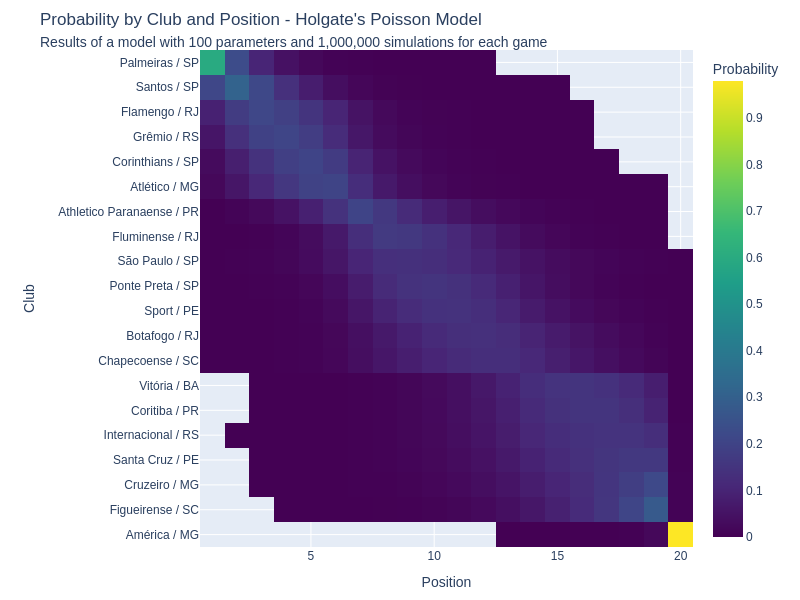 Probability by Club and Position - Holgate's Poisson Model
Results of a model with 100 parameters and 1,000,000 simulations for each game
Probability
Palmeiras / SP
Santos / SP
Flamengo / RJ
Grêmio / RS
Corinthians / SP
Atlético / MG
Athletico Paranaense / PR
Fluminense / RJ
São Paulo / SP
Ponte Preta / SP
Sport / PE
Botafogo / RJ
Chapecoense / SC
Vitória / BA
Coritiba / PR
Internacional / RS
Santa Cruz / PE
Cruzeiro / MG
Figueirense / SC
América / MG
Club
5
10
15
20
Position
0.9
0.8
0.7
0.6
0.5
0.4
0.3
0.2
0.1
0